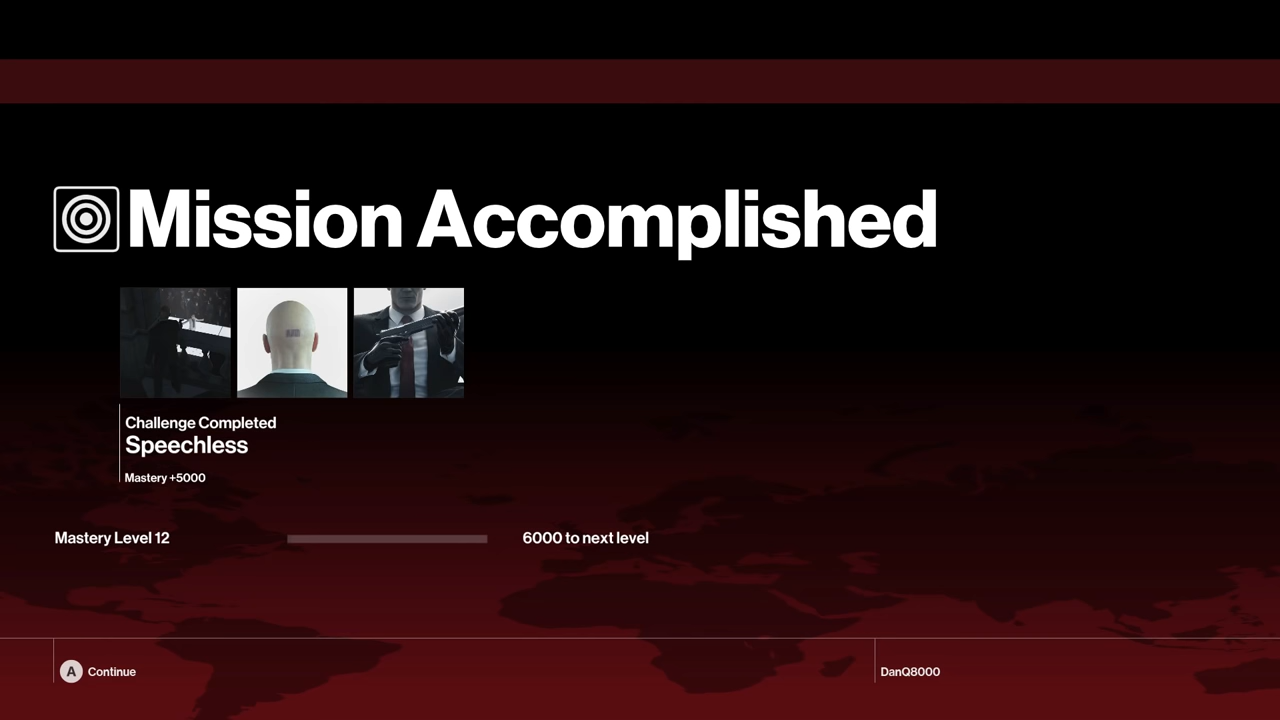 Mission Accomplished
Challenge Completed
Speechless
Mastery +5000
Mastery Level 12
6000 to next level
A Continue
DanQ8000